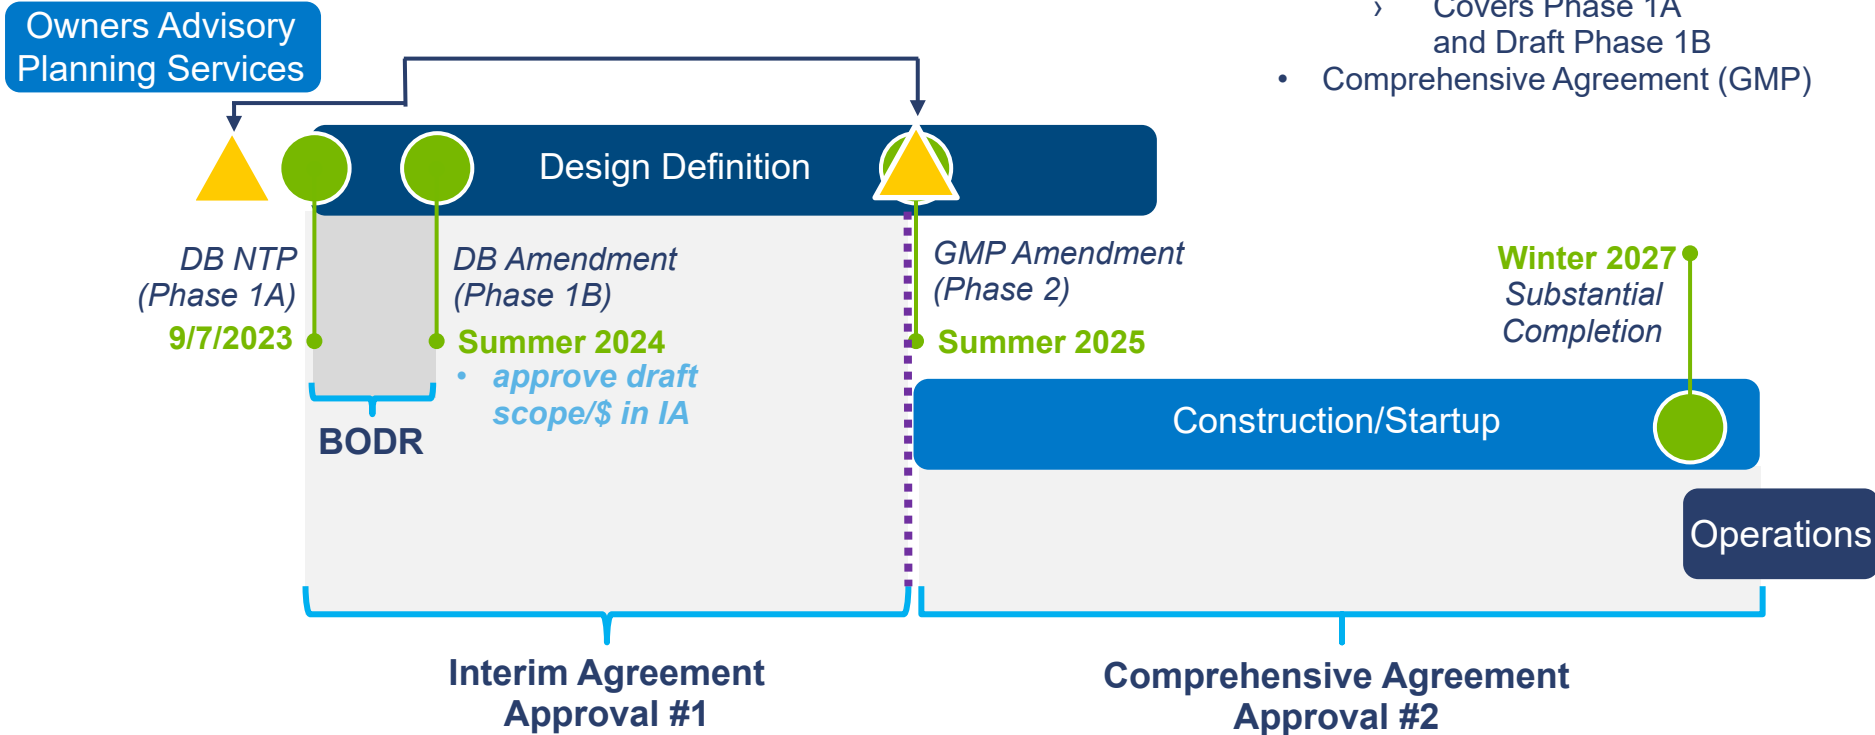 Owners Advisory
Planning Services
› Covers Phase 1A
and Draft Phase 1B
• Comprehensive Agreement (GMP)
Design Definition
DB NTP
(Phase 1A)
9/7/2023
DB Amendment
(Phase 1B)
Summer 2024
• approve draft
scope/$ in IA
BODR
GMP Amendment
(Phase 2)
Summer 2025
Winter 2027
Substantial
Completion
Construction/Startup
Operations
Interim Agreement
Approval #1
Comprehensive Agreement
Approval #2